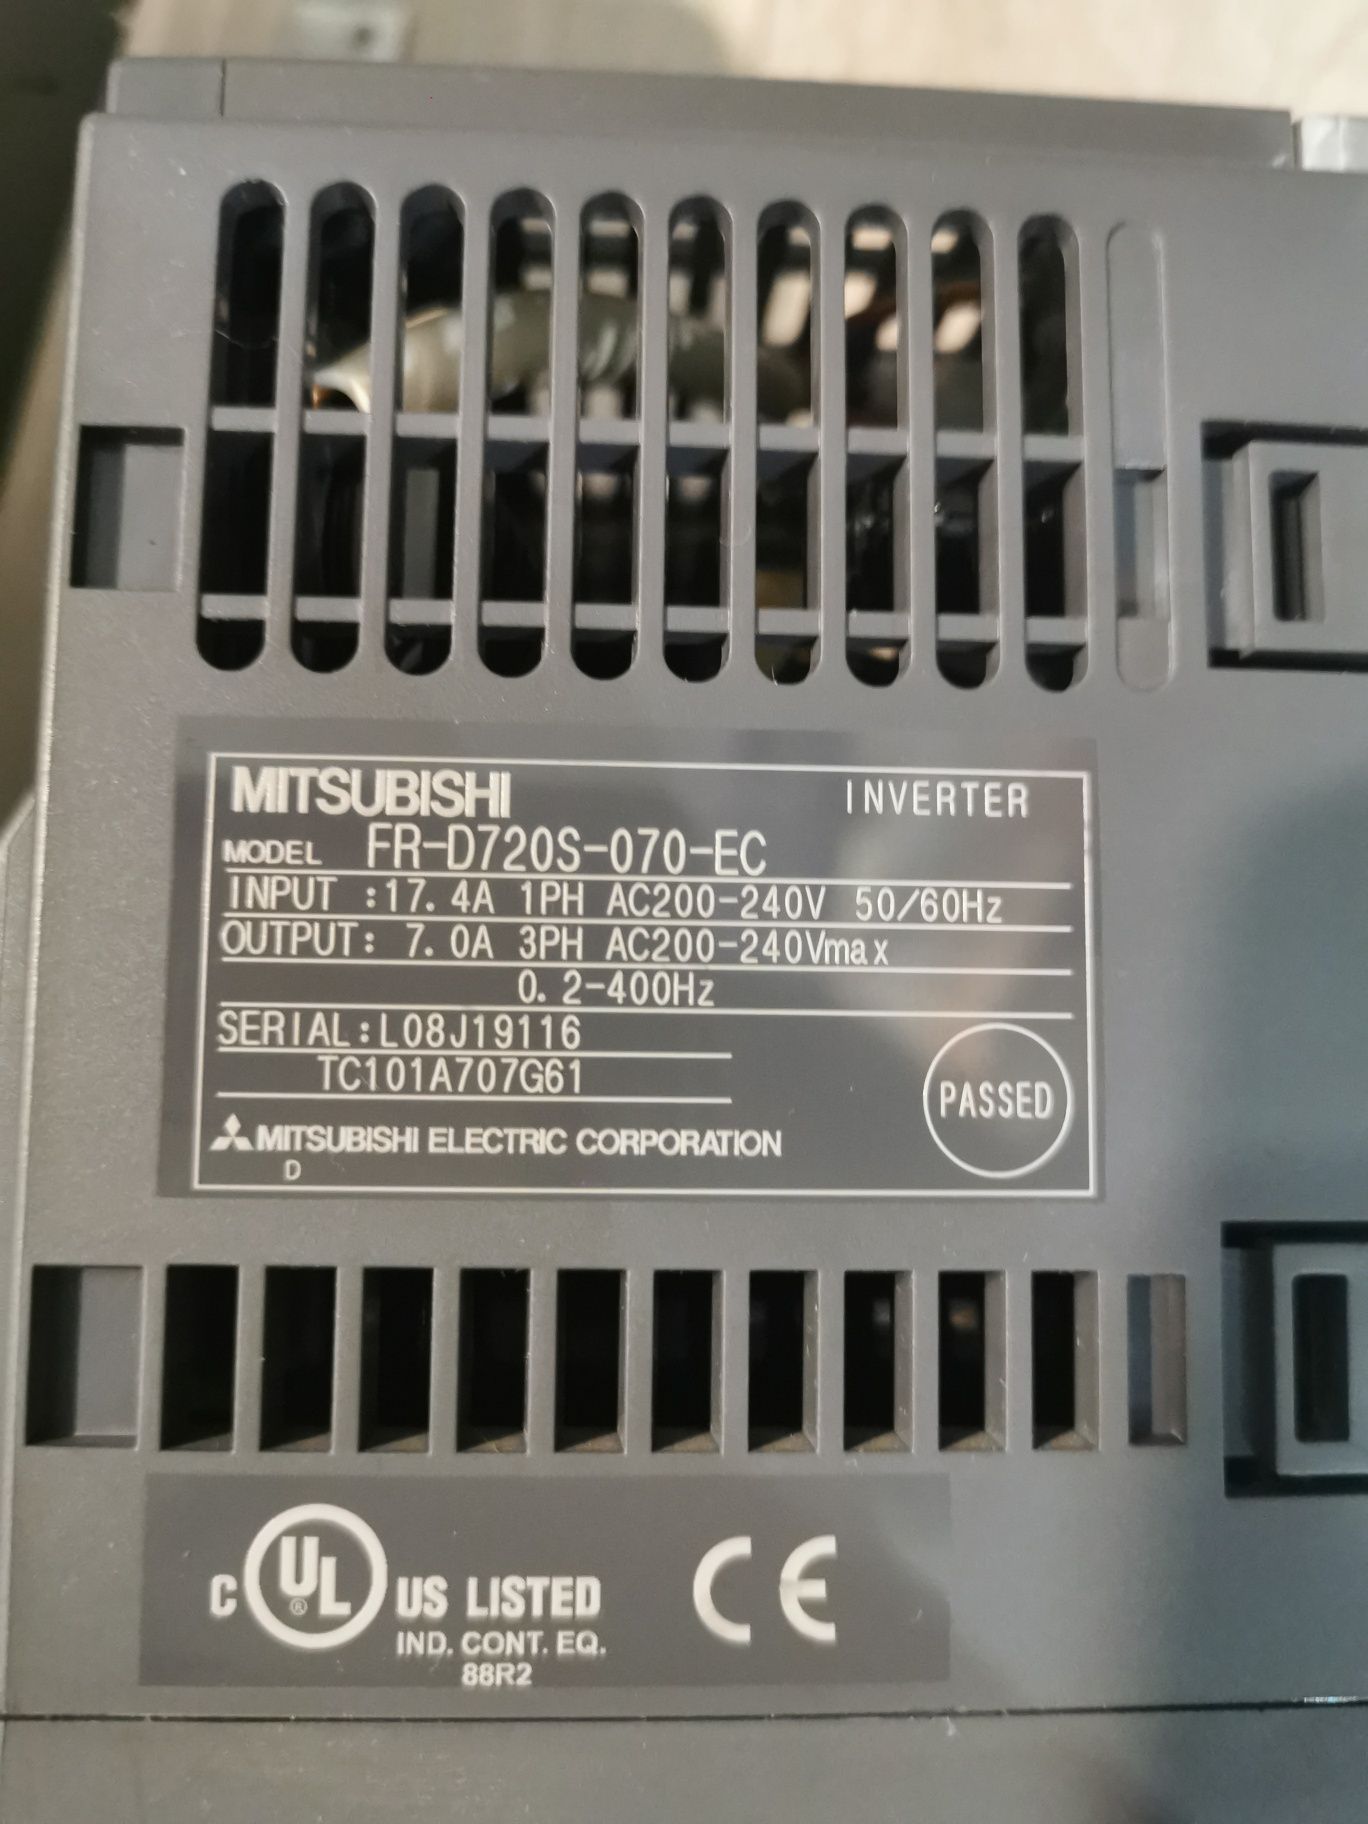 MITSUBISHI INVERTER
MODEL FR-D720S-070-EC
INPUT :17.4A 1PH AC200-240V 50/60Hz
OUTPUT: 7.0A 3PH AC200-240Vmax
0.2-400Hz
SERIAL:L08J19116
TC101A707G61
PASSED
MITSUBISHI ELECTRIC CORPORATION
D
C UL ® US LISTED CE
IND. CONT. EQ.
88R2